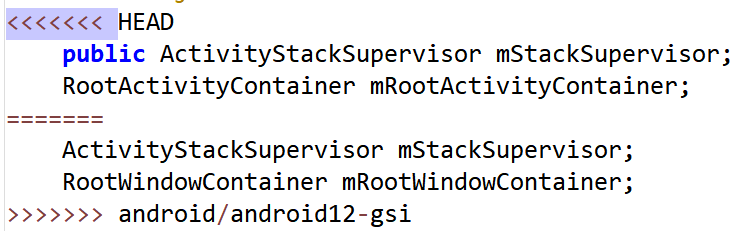 <<<<<<< HEAD
    public ActivityStackSupervisor mStackSupervisor;
    RootActivityContainer mRootActivityContainer;
=======
    ActivityStackSupervisor mStackSupervisor;
    RootWindowContainer mRootWindowContainer;
>>>>>>> android/android12-gsi